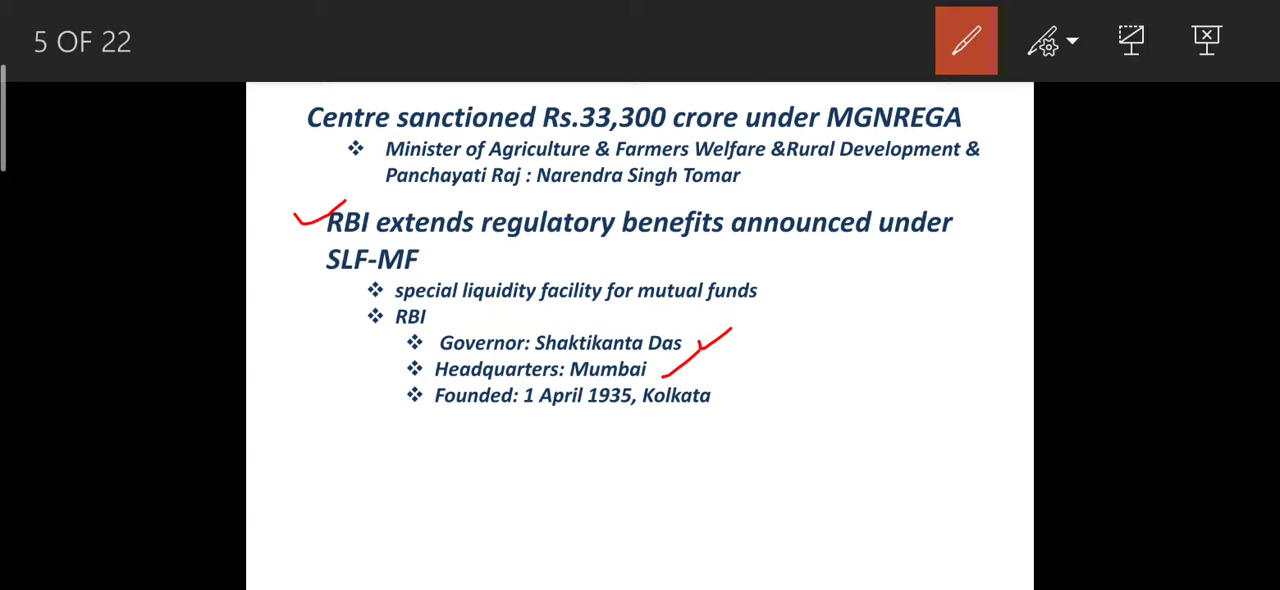 5 OF 22
Centre sanctioned Rs.33,300 crore under MGNREGA
❖ Minister of Agriculture & Farmers Welfare &Rural Development &
Panchayati Raj : Narendra Singh Tomar
RBI extends regulatory benefits announced under
SLF-MF
❖ special liquidity facility for mutual funds
❖ RBI
❖ Governor: Shaktikanta Das
❖ Headquarters: Mumbai
❖ Founded: 1 April 1935, Kolkata